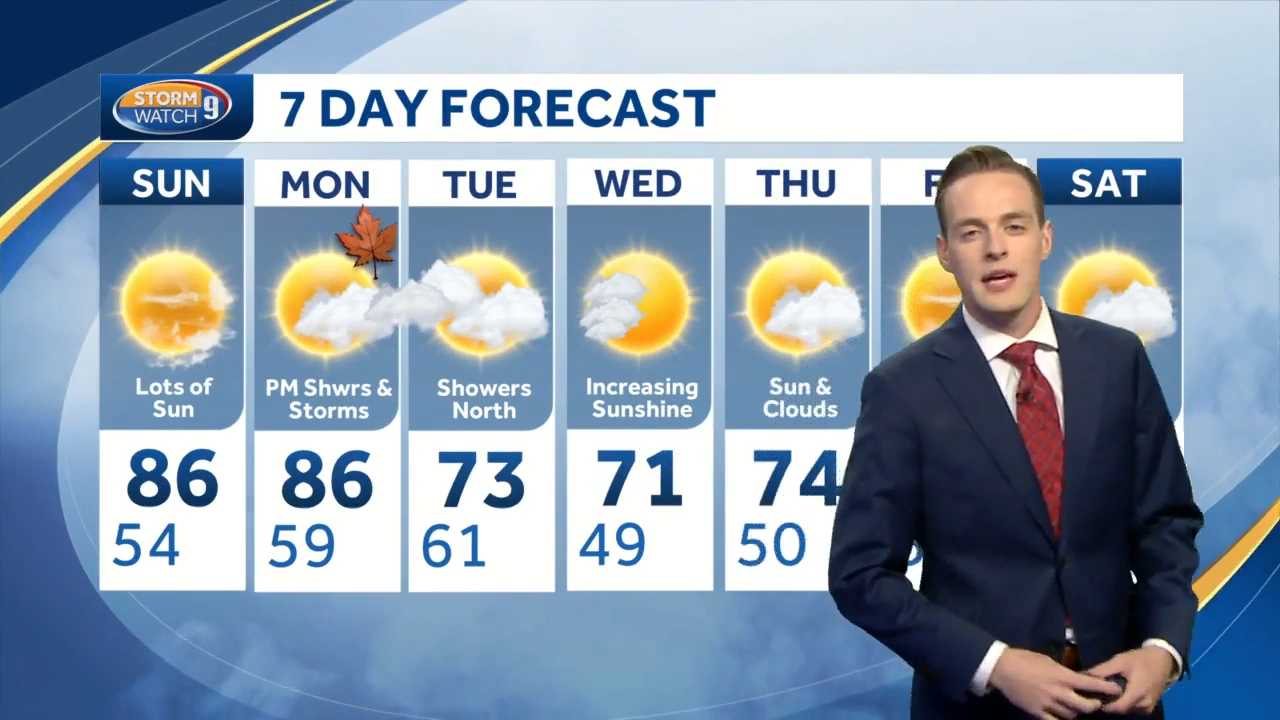 STORM
WATCH 9
7 DAY FORECAST
SUN MON TUE WED THU SAT
Lots of
Sun
PM Shwrs &
Storms
Showers
North
Increasing
Sunshine
Sun &
Clouds
86 86 73 71 74
54 59 61 49 50